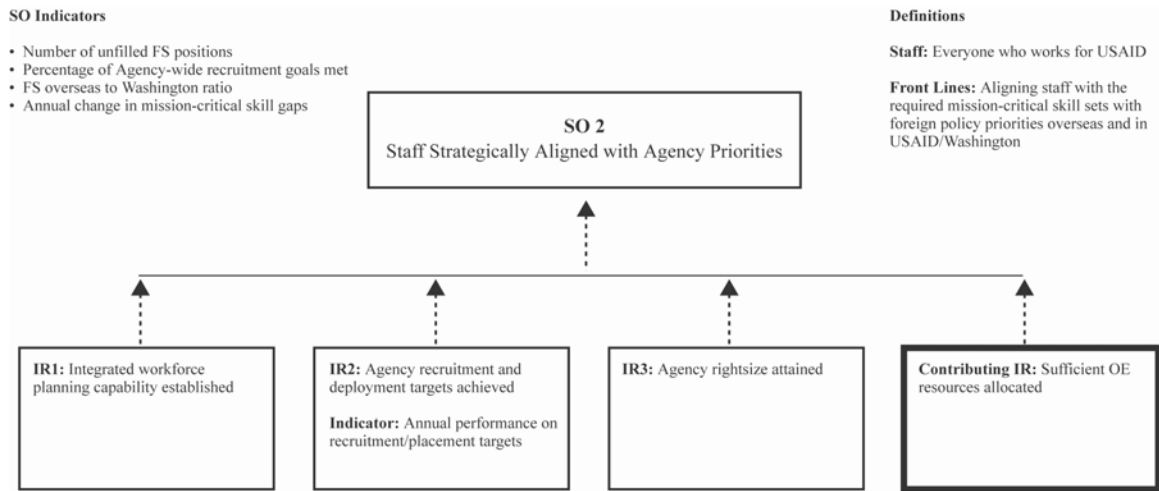 SO Indicators
• Number of unfilled FS positions
• Percentage of Agency-wide recruitment goals met
• FS overseas to Washington ratio
• Annual change in mission-critical skill gaps
Definitions
Staff: Everyone who works for USAID
Front Lines: Aligning staff with the
required mission-critical skill sets with
foreign policy priorities overseas and in
USAID/Washington
SO 2
Staff Strategically Aligned with Agency Priorities
IR1: Integrated workforce
planning capability established
IR2: Agency recruitment and
deployment targets achieved
Indicator: Annual performance on
recruitment/placement targets
IR3: Agency rightsize attained
Contributing IR: Sufficient OE
resources allocated